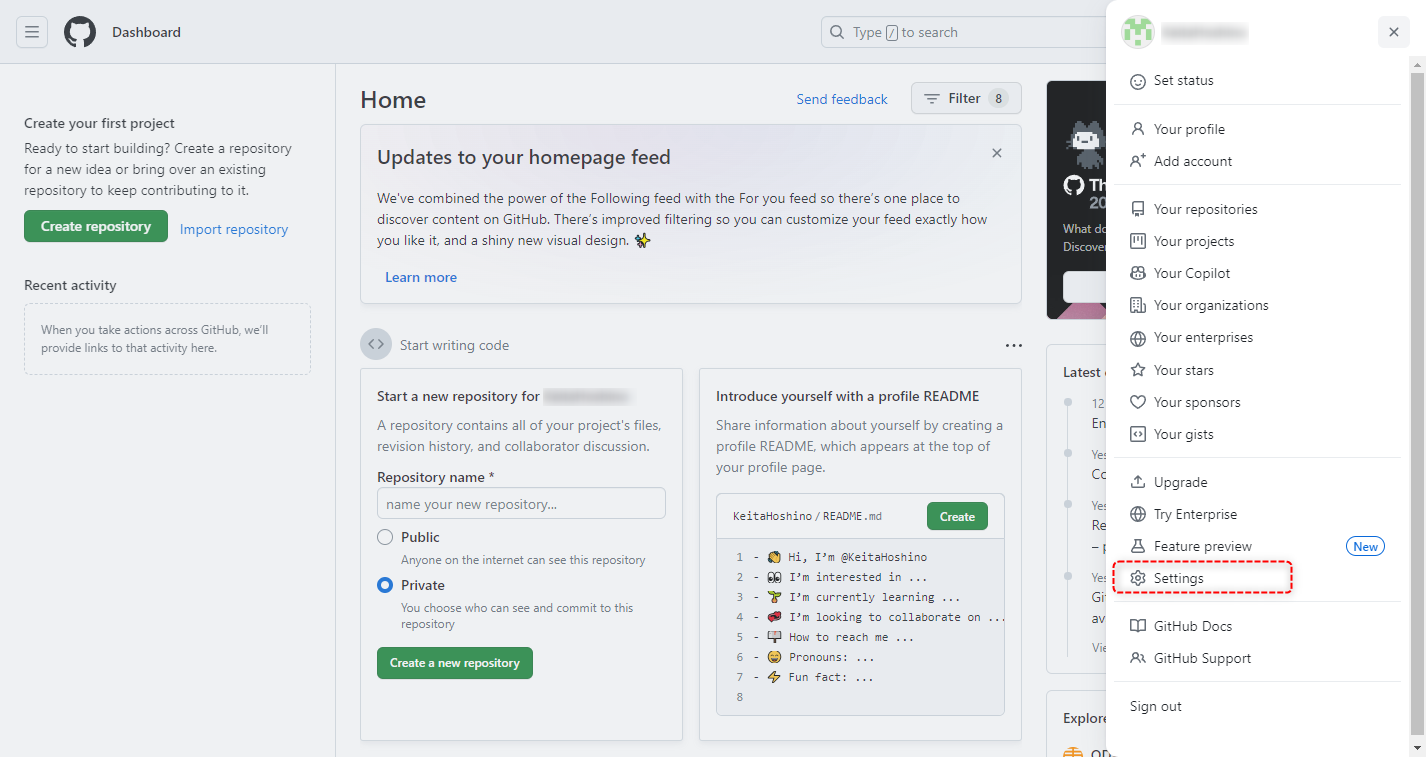 Dashboard
Type / to search
Create your first project
Ready to start building? Create a repository
for a new idea or bring over an existing
repository to keep contributing to it.
Create repository
Import repository
Recent activity
When you take actions across GitHub, we'll
provide links to that activity here.
Home
Send feedback
Filter 8
Updates to your homepage feed
We've combined the power of the Following feed with the For you feed so there's one place to
discover content on GitHub. There's improved filtering so you can customize your feed exactly how
you like it, and a shiny new visual design. ✨
Learn more
Start writing code
Start a new repository for
A repository contains all of your project's files,
revision history, and collaborator discussion.
Repository name *
name your new repository...
Public
Anyone on the internet can see this repository
Private
You choose who can see and commit to this
repository
Create a new repository
Introduce yourself with a profile README
Share information about yourself by creating a
profile README, which appears at the top of
your profile page.
KeitaHoshino / README.md
Create
1 - 👋 Hi, I'm @KeitaHoshino
2 - 👀 I'm interested in ...
3 - 🌱 I'm currently learning ...
4 - 💞️ I'm looking to collaborate on ...
5 - 📫 How to reach me ...
6 - 😄 Pronouns: ...
7 - ⚡ Fun fact: ...
8
Th
20
What do
Discover
Latest
12
En
Yes
Co
Yes
Re
– p
Yes
Gi
av
Vie
Explore
Set status
Your profile
Add account
Your repositories
Your projects
Your Copilot
Your organizations
Your enterprises
Your stars
Your sponsors
Your gists
Upgrade
Try Enterprise
Feature preview
New
Settings
GitHub Docs
GitHub Support
Sign out